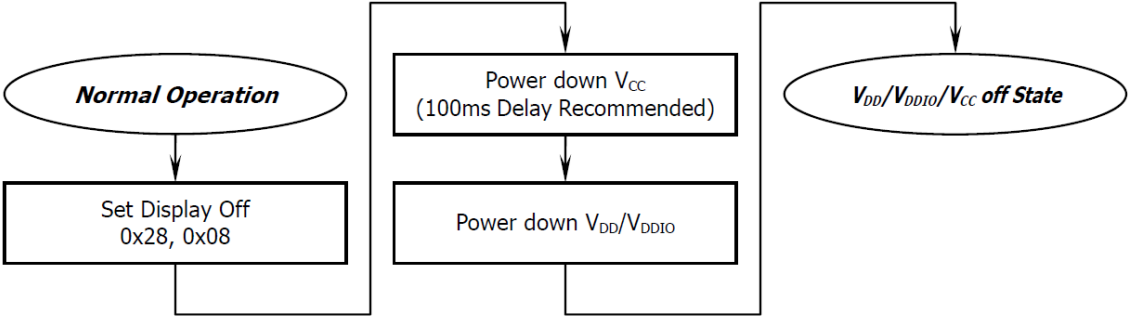 Normal Operation
Set Display Off
0x28, 0x08
Power down VCC
(100ms Delay Recommended)
Power down VDD/VDDIO
VDD/VDDIO/VCC off State